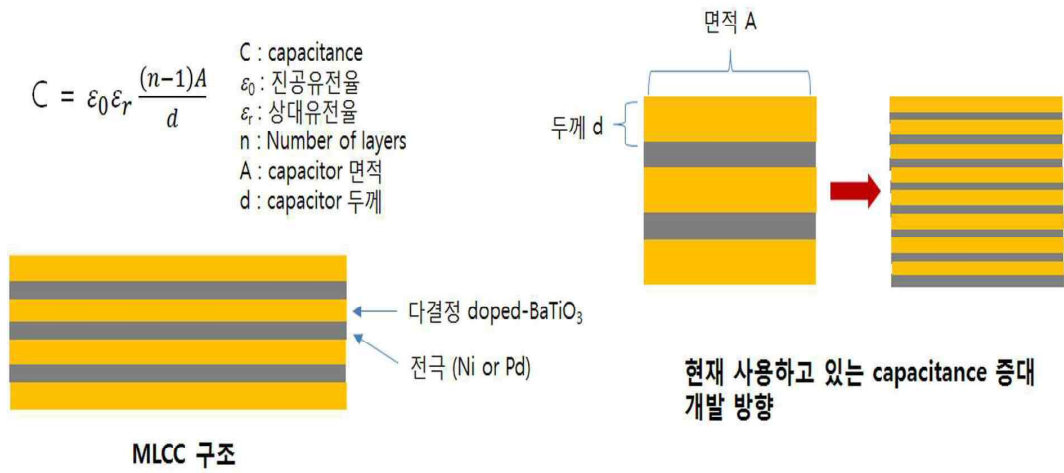 C = ε₀εᵣ (n−1)A / d
C : capacitance
ε₀ : 진공유전율
εᵣ : 상대유전율
n : Number of layers
A : capacitor 면적
d : capacitor 두께
면적 A
두께 d
다결정 doped-BaTiO₃
전극 (Ni or Pd)
MLCC 구조
현재 사용하고 있는 capacitance 증대
개발 방향